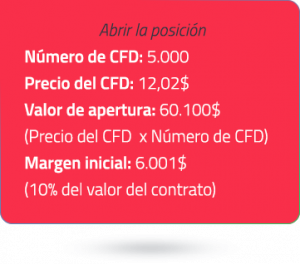 Abrir la posición
Número de CFD: 5.000
Precio del CFD: 12,02$
Valor de apertura: 60.100$
(Precio del CFD x Número de CFD)
Margen inicial: 6.001$
(10% del valor del contrato)